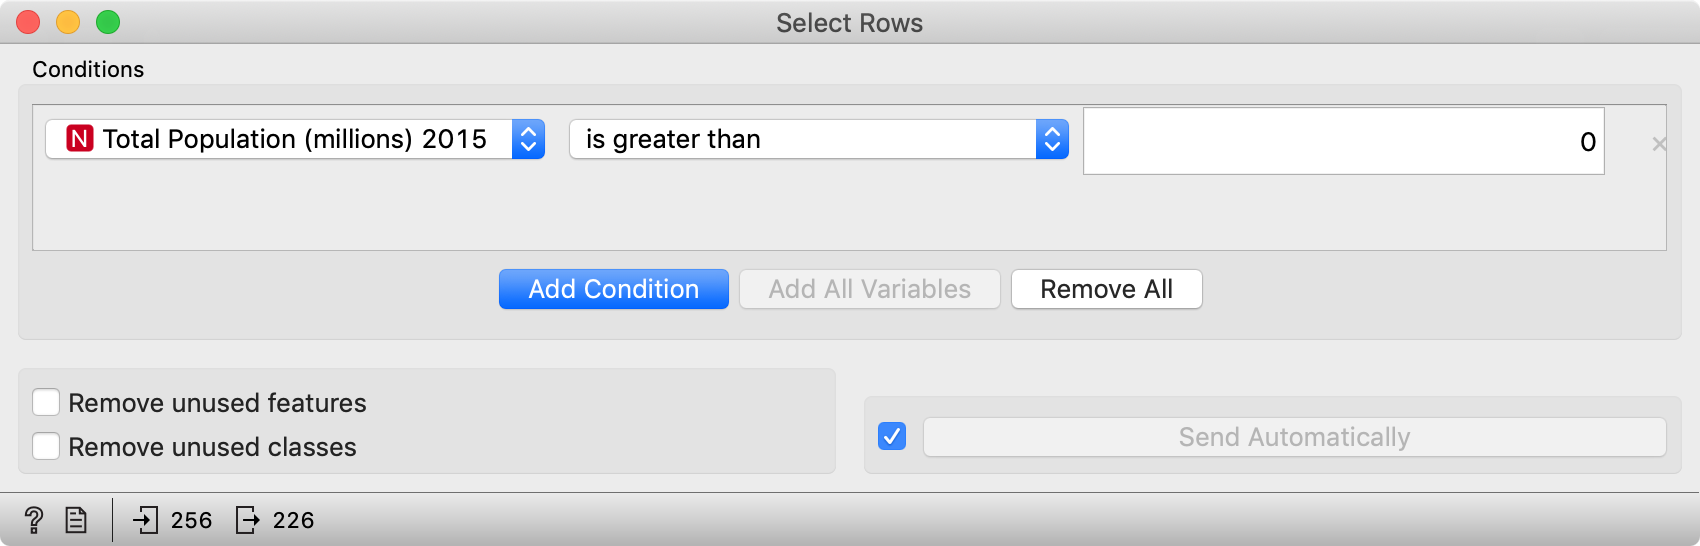 Select Rows
Conditions
N Total Population (millions) 2015 is greater than 0 ×
Add Condition Add All Variables Remove All
Remove unused features
Remove unused classes
Send Automatically
? 256 226